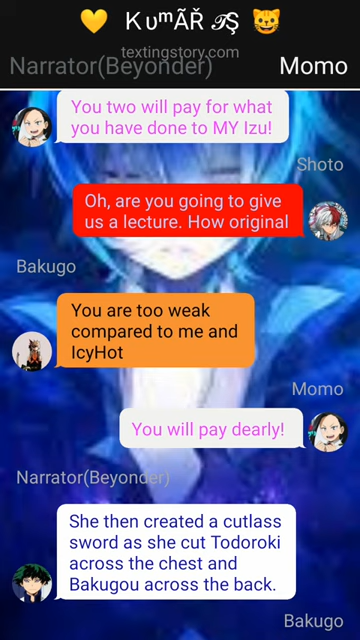 💛 KυᵐÃŘ 𝒯Ş 😺
textingstory.com
Narrator(Beyonder) Momo
You two will pay for what
you have done to MY Izu!
Shoto
Oh, are you going to give
us a lecture. How original
Bakugo
You are too weak
compared to me and
IcyHot
Momo
You will pay dearly!
Narrator(Beyonder)
She then created a cutlass
sword as she cut Todoroki
across the chest and
Bakugou across the back.
Bakugo